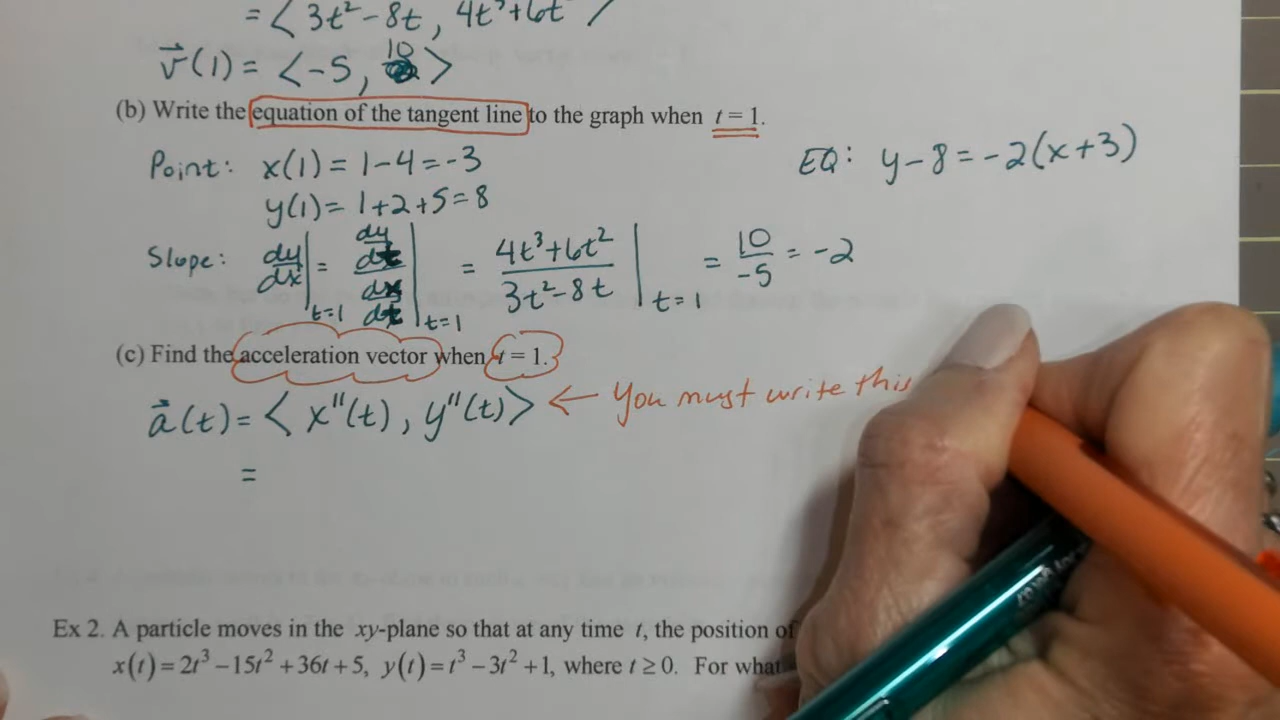 = ⟨ 3t² - 8t , 4t³ + 6t² ⟩
v⃗(1) = ⟨ -5 , 10 ⟩
(b) Write the equation of the tangent line to the graph when t = 1.
Point: x(1) = 1 - 4 = -3
EQ: y - 8 = -2(x + 3)
y(1) = 1 + 2 + 5 = 8
Slope: dy/dx |t=1 = (dy/dt)/(dx/dt) |t=1 = (4t³ + 6t²)/(3t² - 8t) |t=1 = 10/-5 = -2
(c) Find the acceleration vector when t = 1.
a⃗(t) = ⟨ x''(t) , y''(t) ⟩ ← You must write this
=
Ex 2. A particle moves in the xy-plane so that at any time t, the position of
x(t) = 2t³ - 15t² + 36t + 5, y(t) = t³ - 3t² + 1, where t ≥ 0. For what